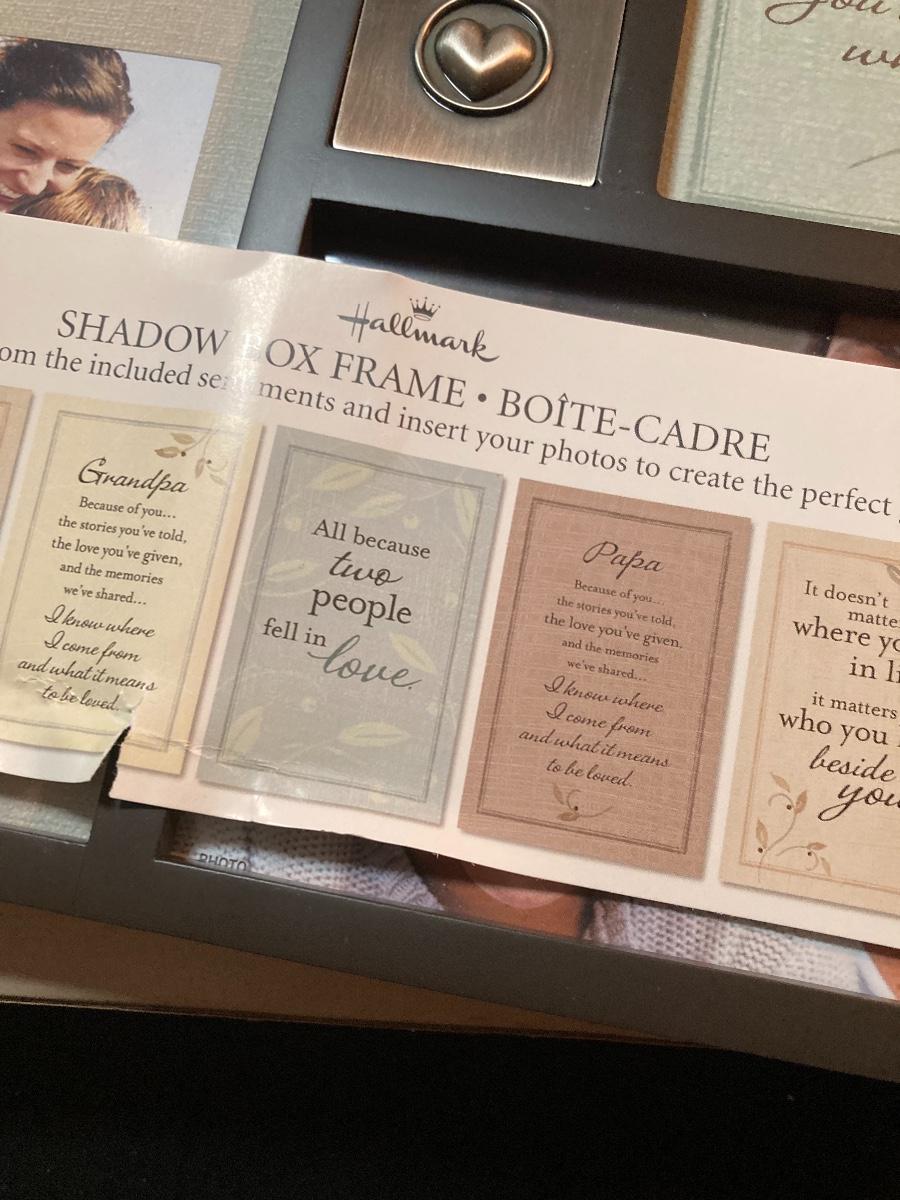 You
Hallmark
SHADOW OX FRAME • BOÎTE-CADRE
the included and insert your photos to create the perfect
Grandpa
Because of you...
the stories you've told,
the love you've given,
and the memories
we've shared...
I know where
I come from
and what it means
to be loved.
All because
two
people
fell in
love.
Papa
Because of you...
the stories you've told,
the love you've given,
and the memories
we've shared...
I know where
I come from
and what it means
to be loved.
It doesn't
matte
where yo
in li
it matters
who you
beside
you
PHOTO